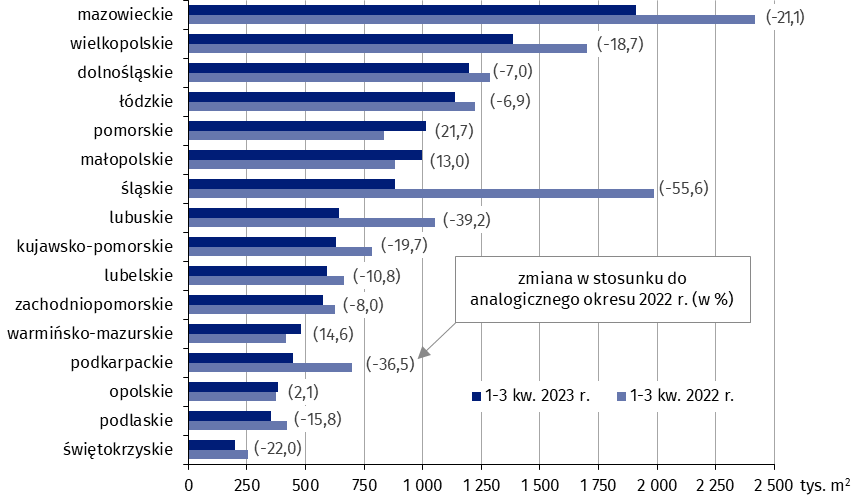 mazowieckie (-21,1)
wielkopolskie (-18,7)
dolnośląskie (-7,0)
łódzkie (-6,9)
pomorskie (21,7)
małopolskie (13,0)
śląskie (-55,6)
lubuskie (-39,2)
kujawsko-pomorskie (-19,7)
lubelskie (-10,8)
zachodniopomorskie (-8,0)
warmińsko-mazurskie (14,6)
podkarpackie (-36,5)
opolskie (2,1)
podlaskie (-15,8)
świętokrzyskie (-22,0)
zmiana w stosunku do
analogicznego okresu 2022 r. (w %)
1-3 kw. 2023 r. 1-3 kw. 2022 r.
0 250 500 750 1 000 1 250 1 500 1 750 2 000 2 250 2 500 tys. m²